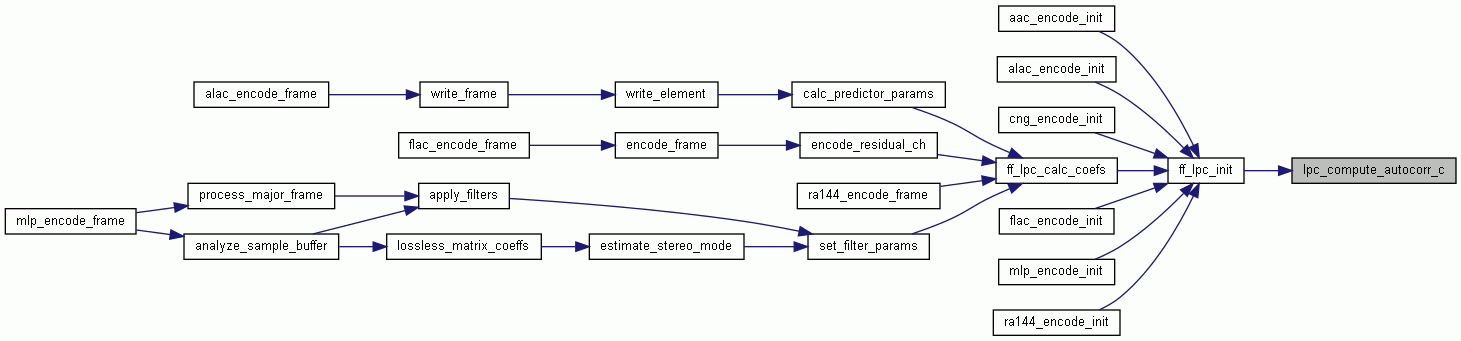 aac_encode_init
alac_encode_init
alac_encode_frame
write_frame
write_element
calc_predictor_params
cng_encode_init
flac_encode_frame
encode_frame
encode_residual_ch
ff_lpc_calc_coefs
ff_lpc_init
lpc_compute_autocorr_c
process_major_frame
apply_filters
ra144_encode_frame
mlp_encode_frame
flac_encode_init
analyze_sample_buffer
lossless_matrix_coeffs
estimate_stereo_mode
set_filter_params
mlp_encode_init
ra144_encode_init